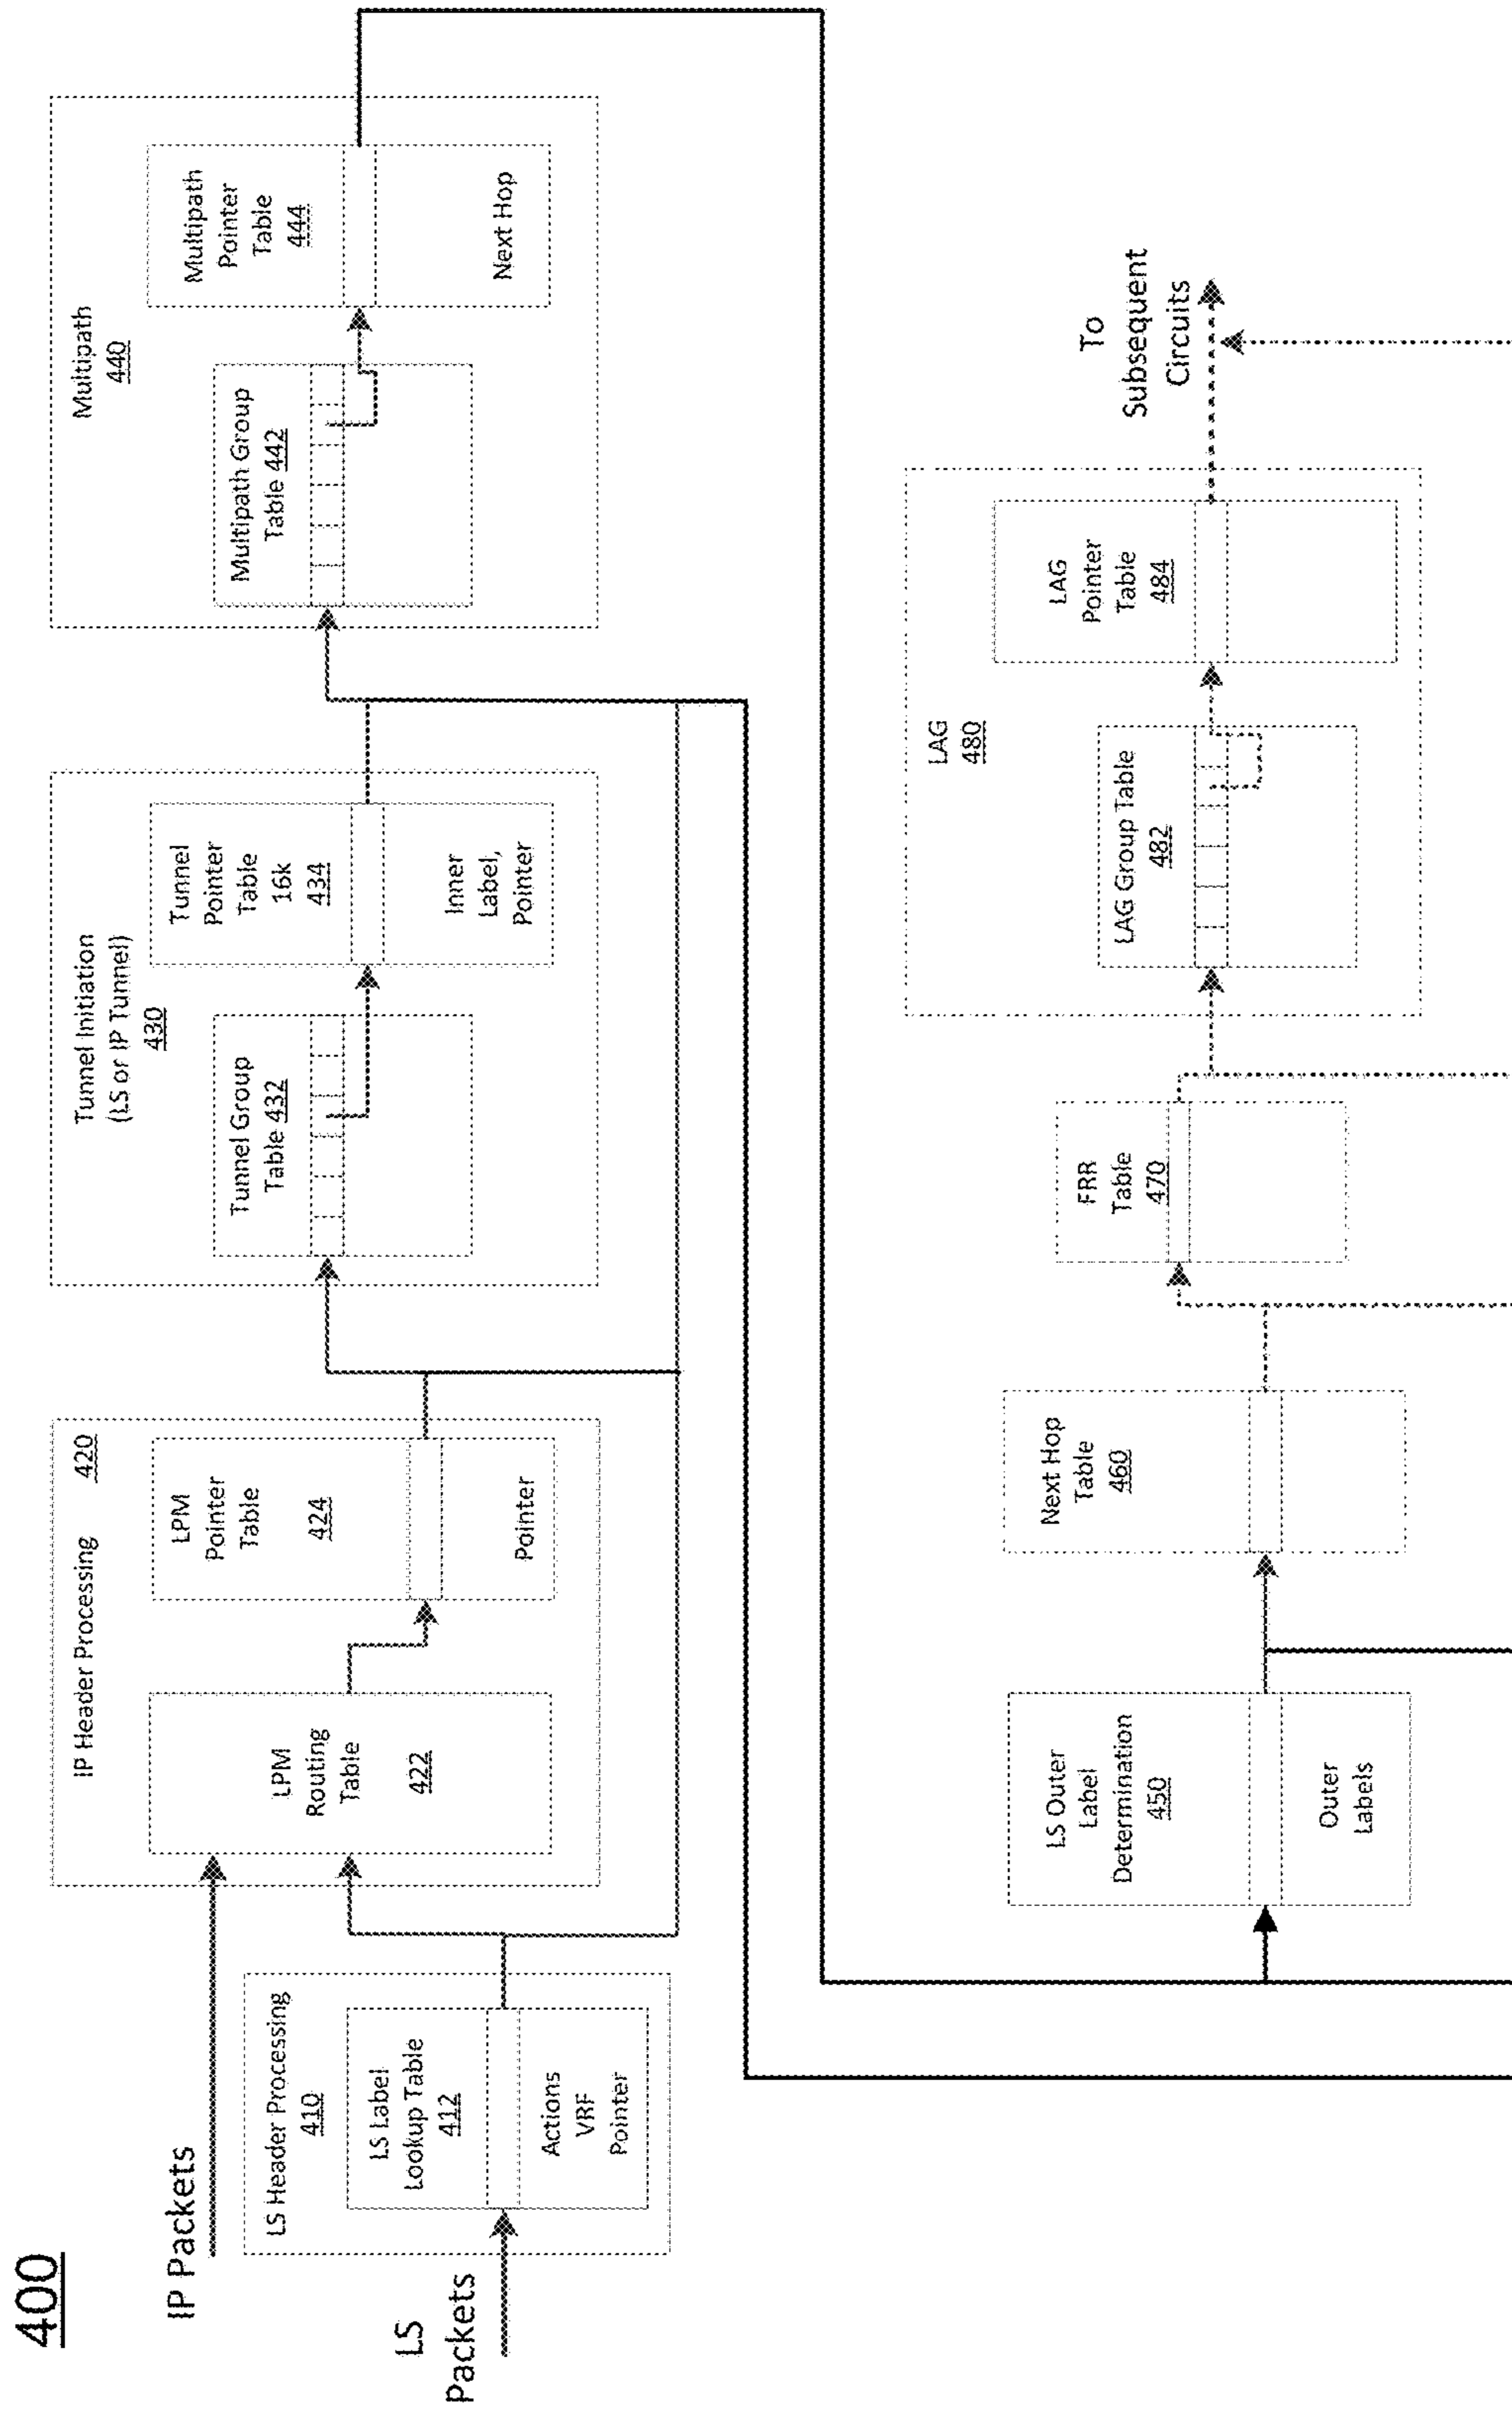 400
IP Packets
LS
Packets
LS Header Processing
410
LS Label
Lookup Table
412
Actions
VRF
Pointer
IP Header Processing 420
LPM
Routing
Table
422
LPM
Pointer
Table
424
Pointer
Tunnel Initiation
(LS or IP Tunnel)
430
Tunnel Group
Table 432
Tunnel
Pointer
Table
16k
434
Inner
Label,
Pointer
Multipath
440
Multipath Group
Table 442
Multipath
Pointer
Table
444
Next Hop
LS Outer
Label
Determination
450
Outer
Labels
Next Hop
Table
460
FRR
Table
470
LAG
480
LAG Group Table
482
LAG
Pointer
Table
484
To
Subsequent
Circuits